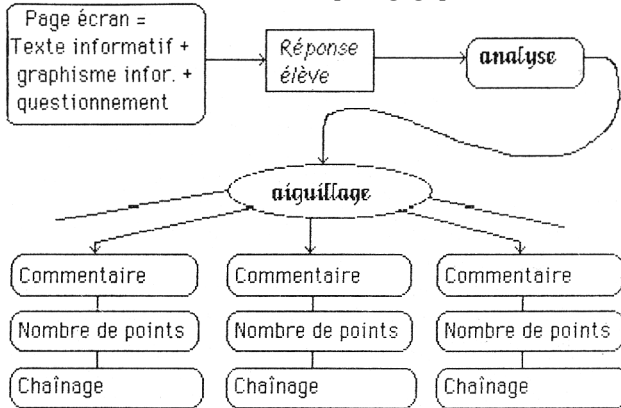 Page écran =
Texte informatif +
graphisme infor. +
questionnement
Réponse
élève
analyse
aiguillage
Commentaire
Commentaire
Commentaire
Nombre de points
Nombre de points
Nombre de points
Chaînage
Chaînage
Chaînage